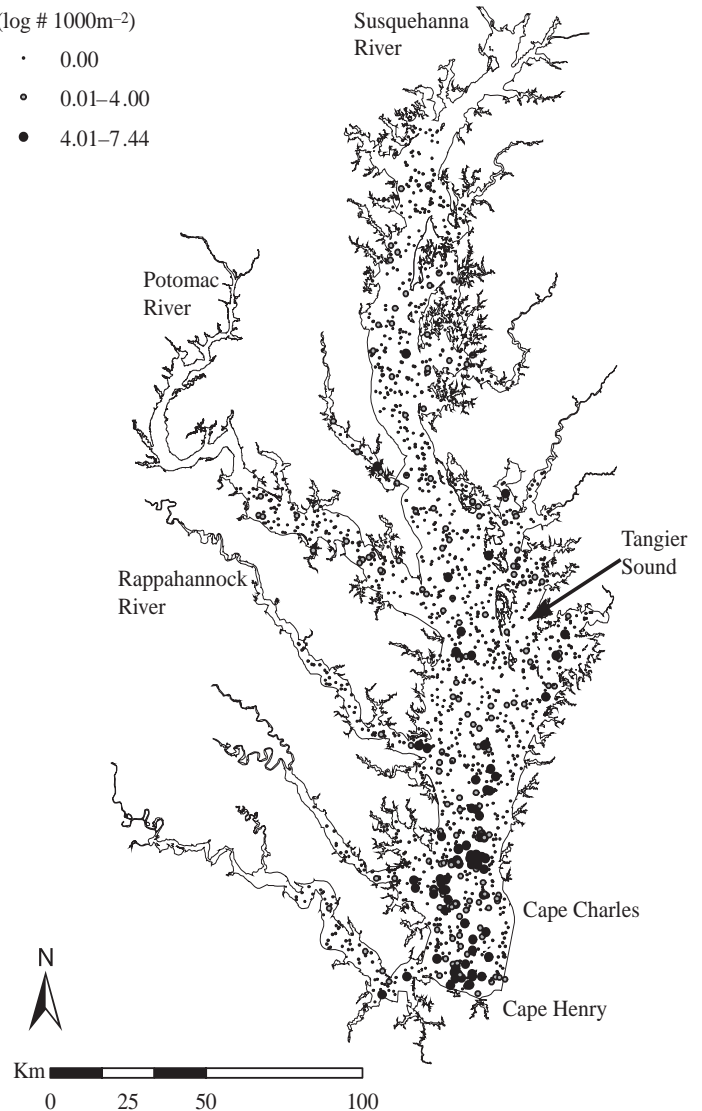 (log # 1000m⁻²)
0.00
0.01–4.00
4.01–7.44
Susquehanna
River
Potomac
River
Tangier
Sound
Rappahannock
River
Cape Charles
N
Cape Henry
Km
0 25 50 100